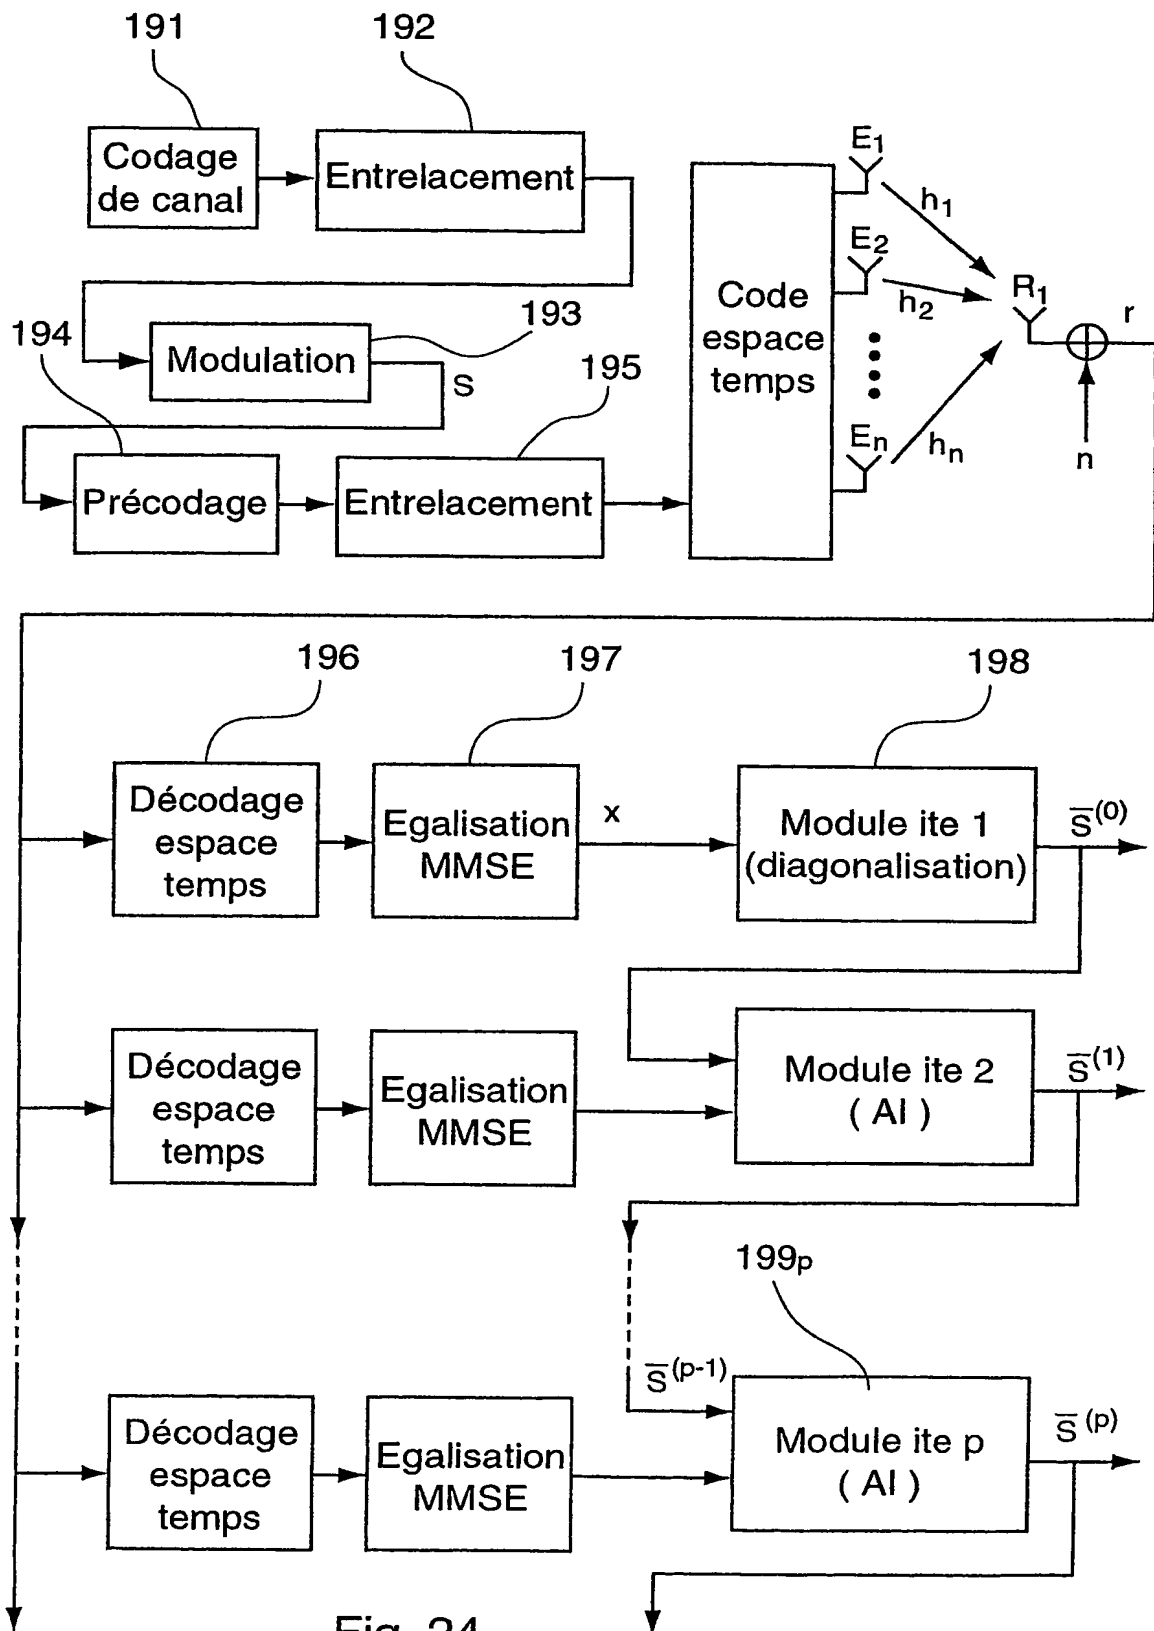 191
192
Codage
de canal
Entrelacement
194
Modulation
193
S
195
Précodage
Entrelacement
Code
espace
temps
E1
h1
E2
h2
En
hn
R1
r
n
196
197
198
Décodage
espace
temps
Egalisation
MMSE
x
Module ite 1
(diagonalisation)
S̅(0)
Décodage
espace
temps
Egalisation
MMSE
Module ite 2
( AI )
S̅(1)
199p
S̅(p-1)
Décodage
espace
temps
Egalisation
MMSE
Module ite p
( AI )
S̅(p)
Fig. 24